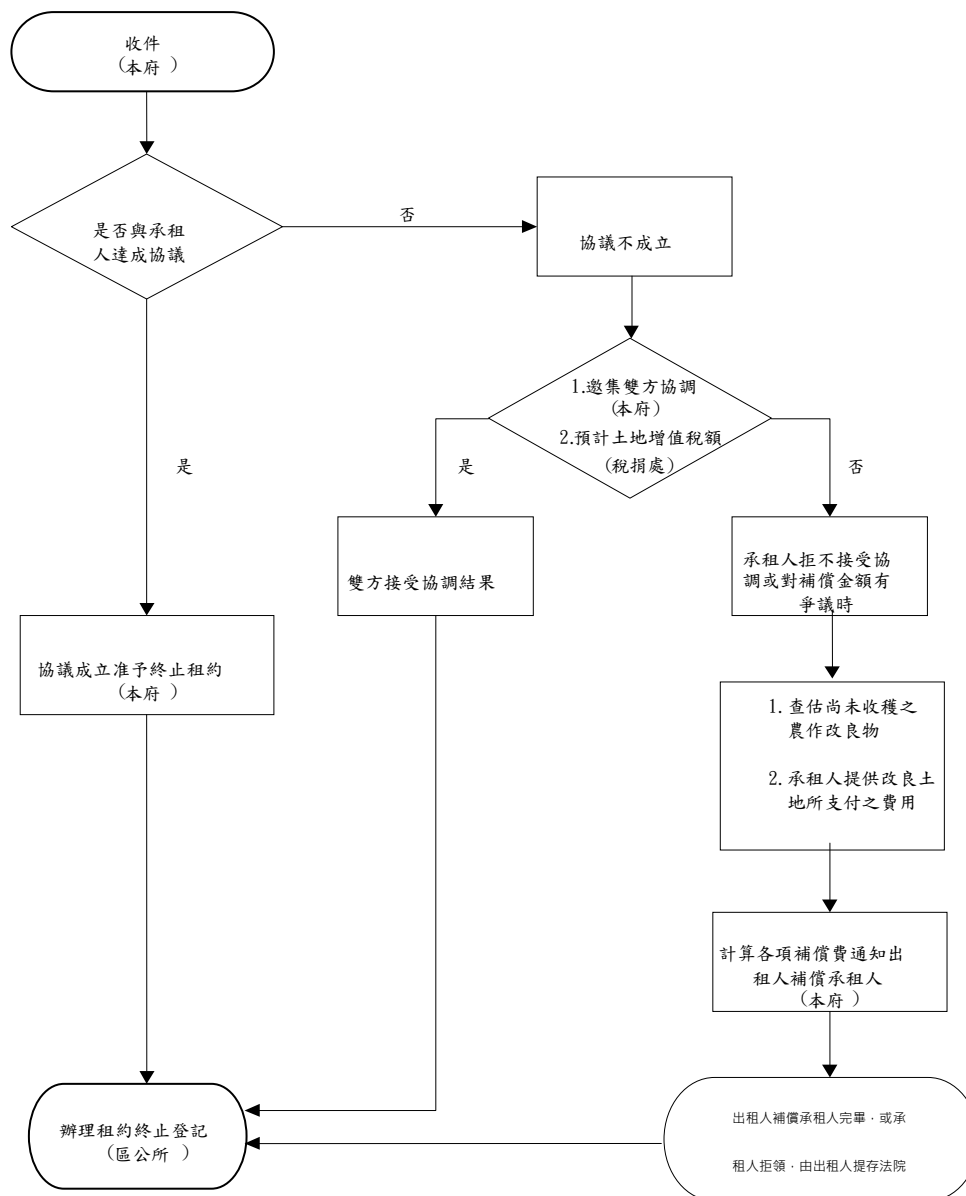 收件
(本府 )
是否與承租
人達成協議
否
協議不成立
1.邀集雙方協調
(本府)
2.預計土地增值稅額
(稅捐處)
是
是
否
雙方接受協調結果
承租人拒不接受協
調或對補償金額有
爭議時
協議成立准予終止租約
(本府 )
1. 查估尚未收穫之
農作改良物
2. 承租人提供改良土
地所支付之費用
計算各項補償費通知出
租人補償承租人
(本府 )
辦理租約終止登記
(區公所 )
出租人補償承租人完畢．或承
租人拒領．由出租人提存法院